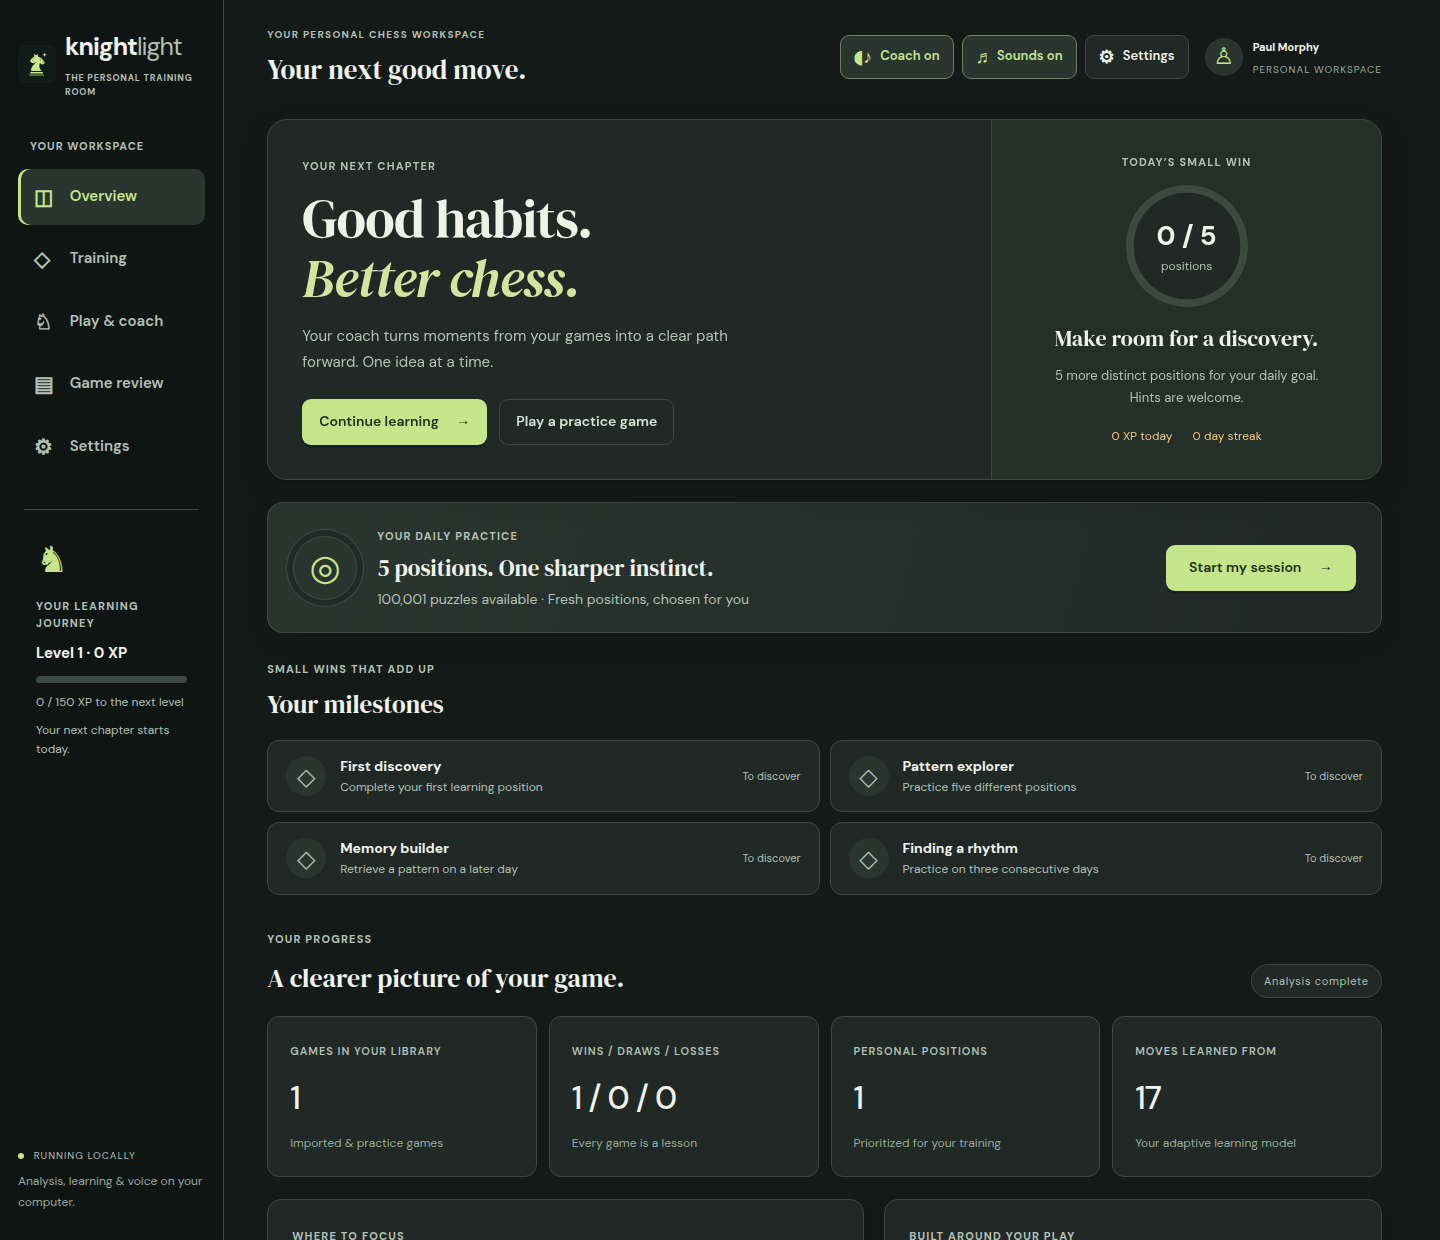 knightlight
THE PERSONAL TRAINING
ROOM
YOUR WORKSPACE
Overview
Training
Play & coach
Game review
Settings
YOUR LEARNING
JOURNEY
Level 1 · 0 XP
0 / 150 XP to the next level
Your next chapter starts
today.
RUNNING LOCALLY
Analysis, learning & voice on your
computer.
YOUR PERSONAL CHESS WORKSPACE
Your next good move.
Coach on
Sounds on
Settings
Paul Morphy
PERSONAL WORKSPACE
YOUR NEXT CHAPTER
Good habits.
Better chess.
Your coach turns moments from your games into a clear path
forward. One idea at a time.
Continue learning →
Play a practice game
TODAY'S SMALL WIN
0 / 5
positions
Make room for a discovery.
5 more distinct positions for your daily goal.
Hints are welcome.
0 XP today 0 day streak
YOUR DAILY PRACTICE
5 positions. One sharper instinct.
100,001 puzzles available · Fresh positions, chosen for you
Start my session →
SMALL WINS THAT ADD UP
Your milestones
First discovery
Complete your first learning position
To discover
Pattern explorer
Practice five different positions
To discover
Memory builder
Retrieve a pattern on a later day
To discover
Finding a rhythm
Practice on three consecutive days
To discover
YOUR PROGRESS
A clearer picture of your game.
Analysis complete
GAMES IN YOUR LIBRARY
1
Imported & practice games
WINS / DRAWS / LOSSES
1 / 0 / 0
Every game is a lesson
PERSONAL POSITIONS
1
Prioritized for your training
MOVES LEARNED FROM
17
Your adaptive learning model
WHERE TO FOCUS
BUILT AROUND YOUR PLAY